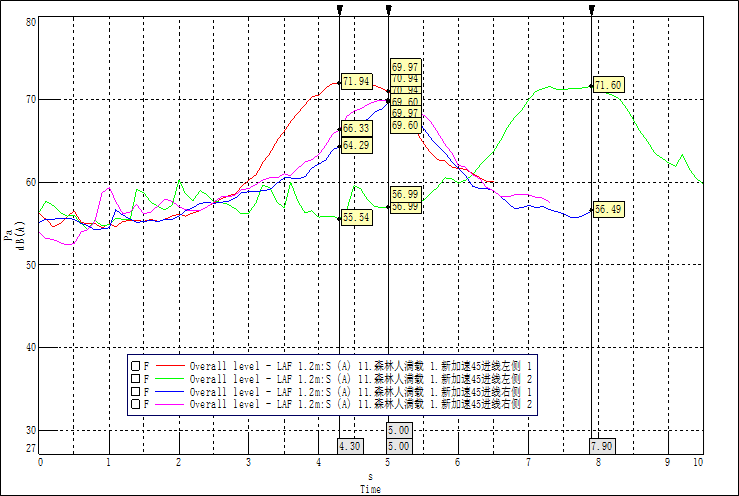 80
70
60
50
40
30
27
Pa
dB(A)
71.94
66.33
64.29
55.54
69.97
70.94
70.94
69.60
69.97
69.60
56.99
56.99
71.60
56.49
F Overall level - LAF 1.2m:S (A) 11.森林人满载 1.新加速45进线左侧 1
F Overall level - LAF 1.2m:S (A) 11.森林人满载 1.新加速45进线左侧 2
F Overall level - LAF 1.2m:S (A) 11.森林人满载 1.新加速45进线右侧 1
F Overall level - LAF 1.2m:S (A) 11.森林人满载 1.新加速45进线右侧 2
4.30
5.00
5.00
7.90
0 1 2 3 4 5 6 7 8 9 10
s
Time